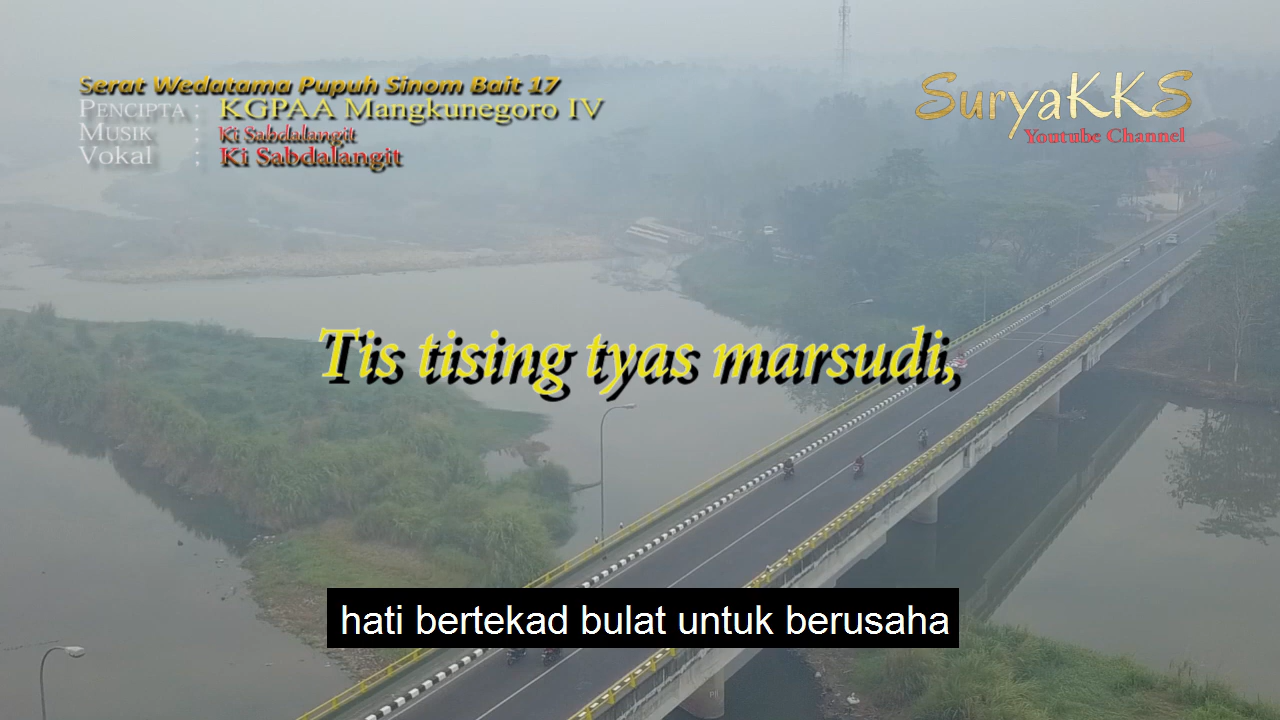 Serat Wedatama Pupuh Sinom Bait 17
Pencipta : KGPAA Mangkunegoro IV
Musik : Ki Sabdalangit
Vokal : Ki Sabdalangit
SuryaKKS
Youtube Channel
Tis tising tyas marsudi,
hati bertekad bulat untuk berusaha